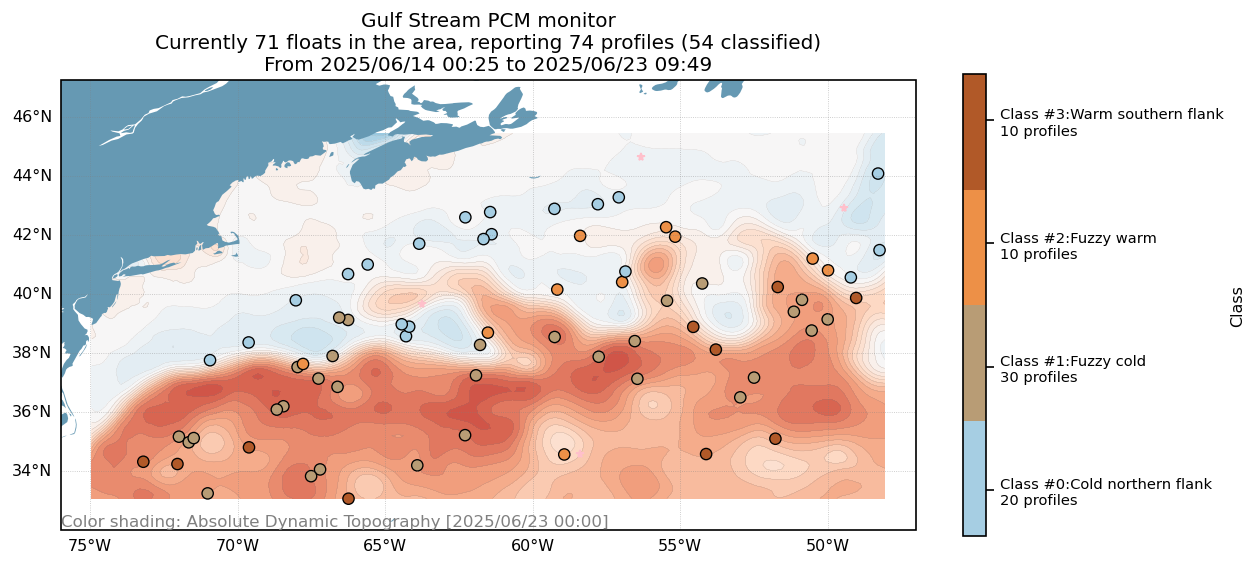 Gulf Stream PCM monitor
Currently 71 floats in the area, reporting 74 profiles (54 classified)
From 2025/06/14 00:25 to 2025/06/23 09:49
46°N
44°N
42°N
40°N
38°N
36°N
34°N
Color shading: Absolute Dynamic Topography [2025/06/23 00:00]
75°W
70°W
65°W
60°W
55°W
50°W
Class #3:Warm southern flank
10 profiles
Class #2:Fuzzy warm
10 profiles
Class #1:Fuzzy cold
30 profiles
Class #0:Cold northern flank
20 profiles
Class